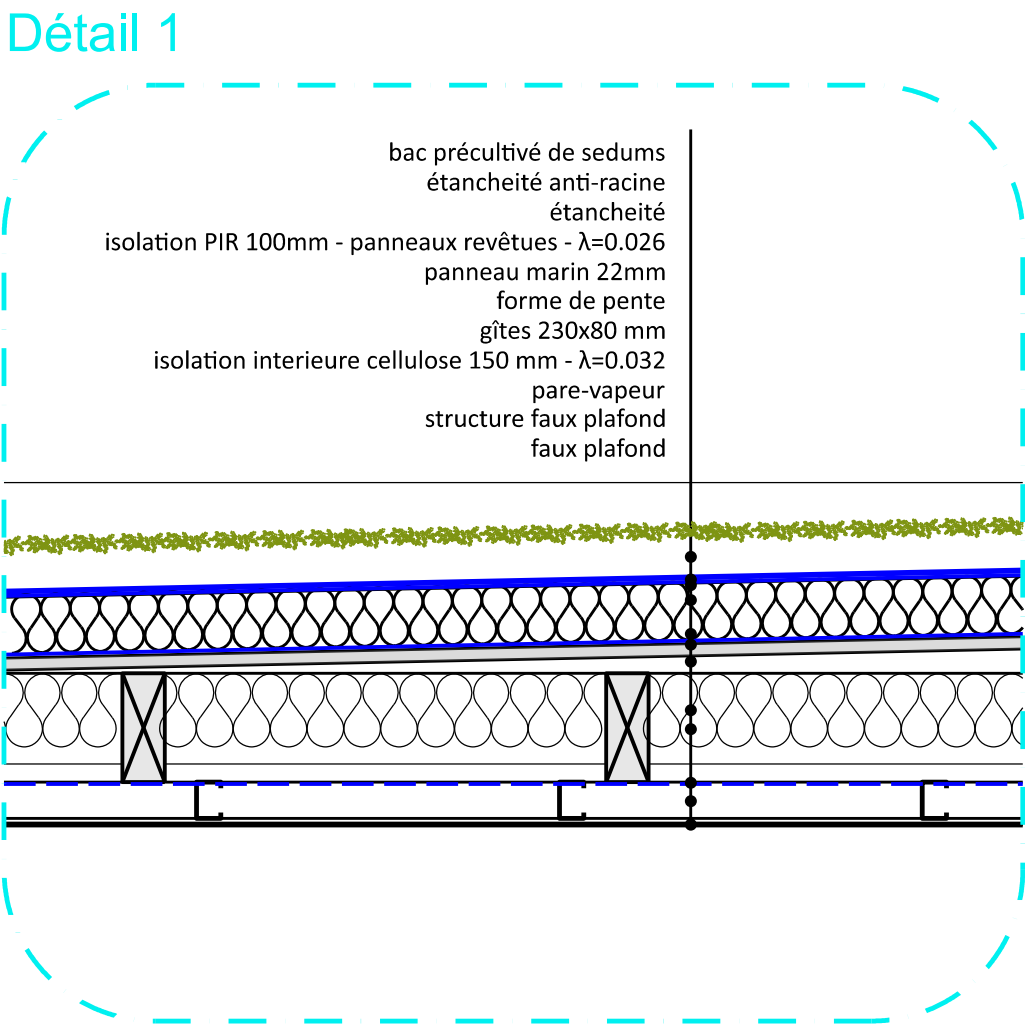 Détail 1
bac précultivé de sedums
étancheité anti-racine
étancheité
isolation PIR 100mm - panneaux revêtues - λ=0.026
panneau marin 22mm
forme de pente
gîtes 230x80 mm
isolation interieure cellulose 150 mm - λ=0.032
pare-vapeur
structure faux plafond
faux plafond